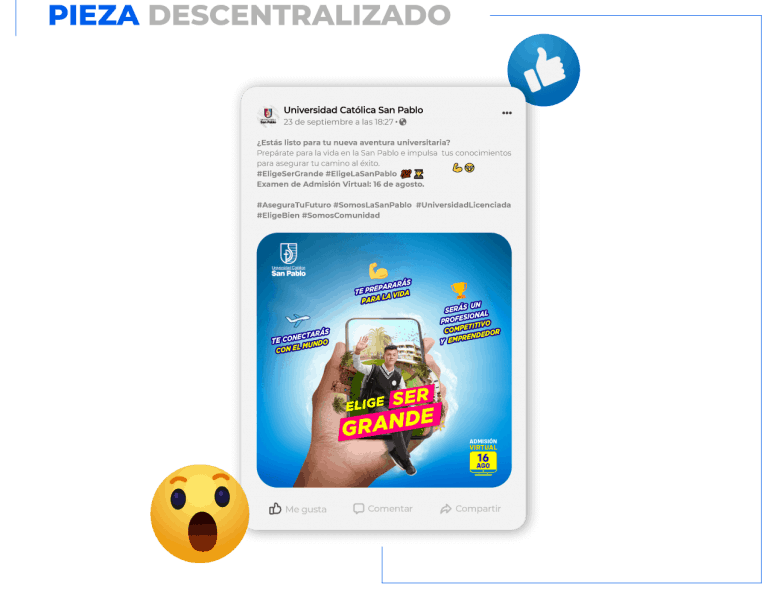 PIEZA DESCENTRALIZADO
Universidad Católica San Pablo
23 de septiembre a las 18:27 •
¿Estás listo para tu nueva aventura universitaria?
Prepárate para la vida en la San Pablo e impulsa tus conocimientos
para asegurar tu camino al éxito.
#EligeSerGrande #EligeLaSanPablo
Examen de Admisión Virtual: 16 de agosto.
#AseguraTuFuturo #SomosLaSanPablo #UniversidadLicenciada
#EligeBien #SomosComunidad
Universidad Católica
San Pablo
TE PREPARARÁS
PARA LA VIDA
SERÁS UN
PROFESIONAL
COMPETITIVO
Y EMPRENDEDOR
TE CONECTARÁS
CON EL MUNDO
ELIGE SER
GRANDE
ADMISIÓN
VIRTUAL
16
AGO
Me gusta
Comentar
Compartir